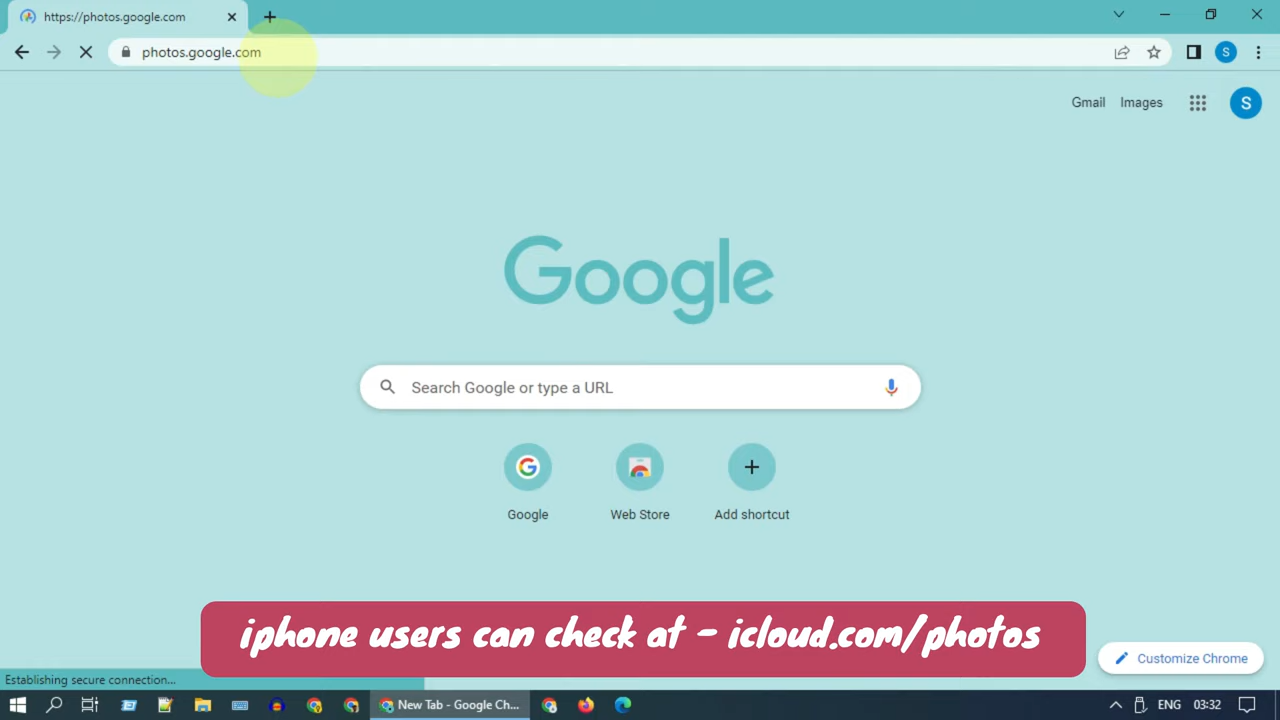 https://photos.google.com
photos.google.com
S
Gmail
Images
S
Google
Search Google or type a URL
Google
Web Store
Add shortcut
iphone users can check at - icloud.com/photos
Customize Chrome
Establishing secure connection...
New Tab - Google Ch...
ENG
03:32